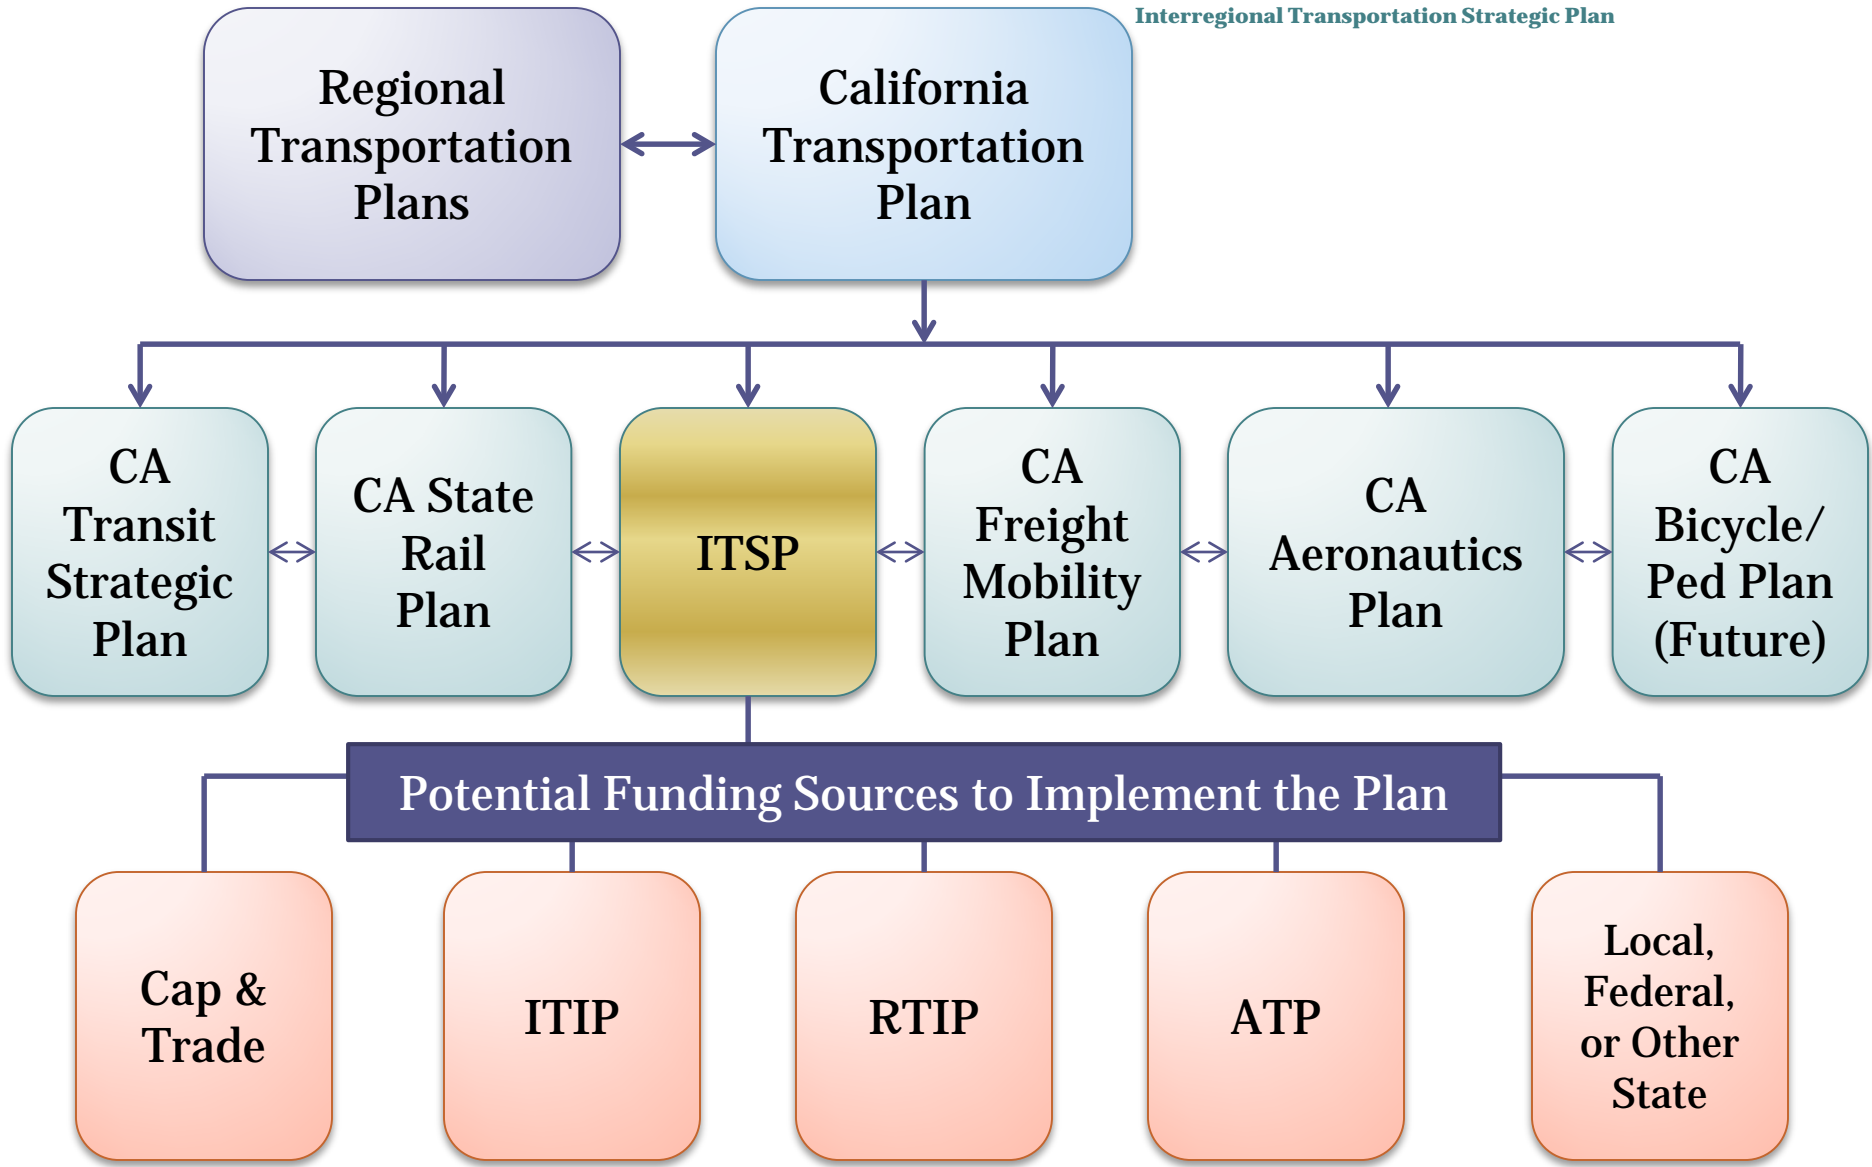 Interregional Transportation Strategic Plan
Regional
Transportation
Plans
California
Transportation
Plan
CA
Transit
Strategic
Plan
CA State
Rail
Plan
ITSP
CA
Freight
Mobility
Plan
CA
Aeronautics
Plan
CA
Bicycle/
Ped Plan
(Future)
Potential Funding Sources to Implement the Plan
Cap &
Trade
ITIP
RTIP
ATP
Local,
Federal,
or Other
State